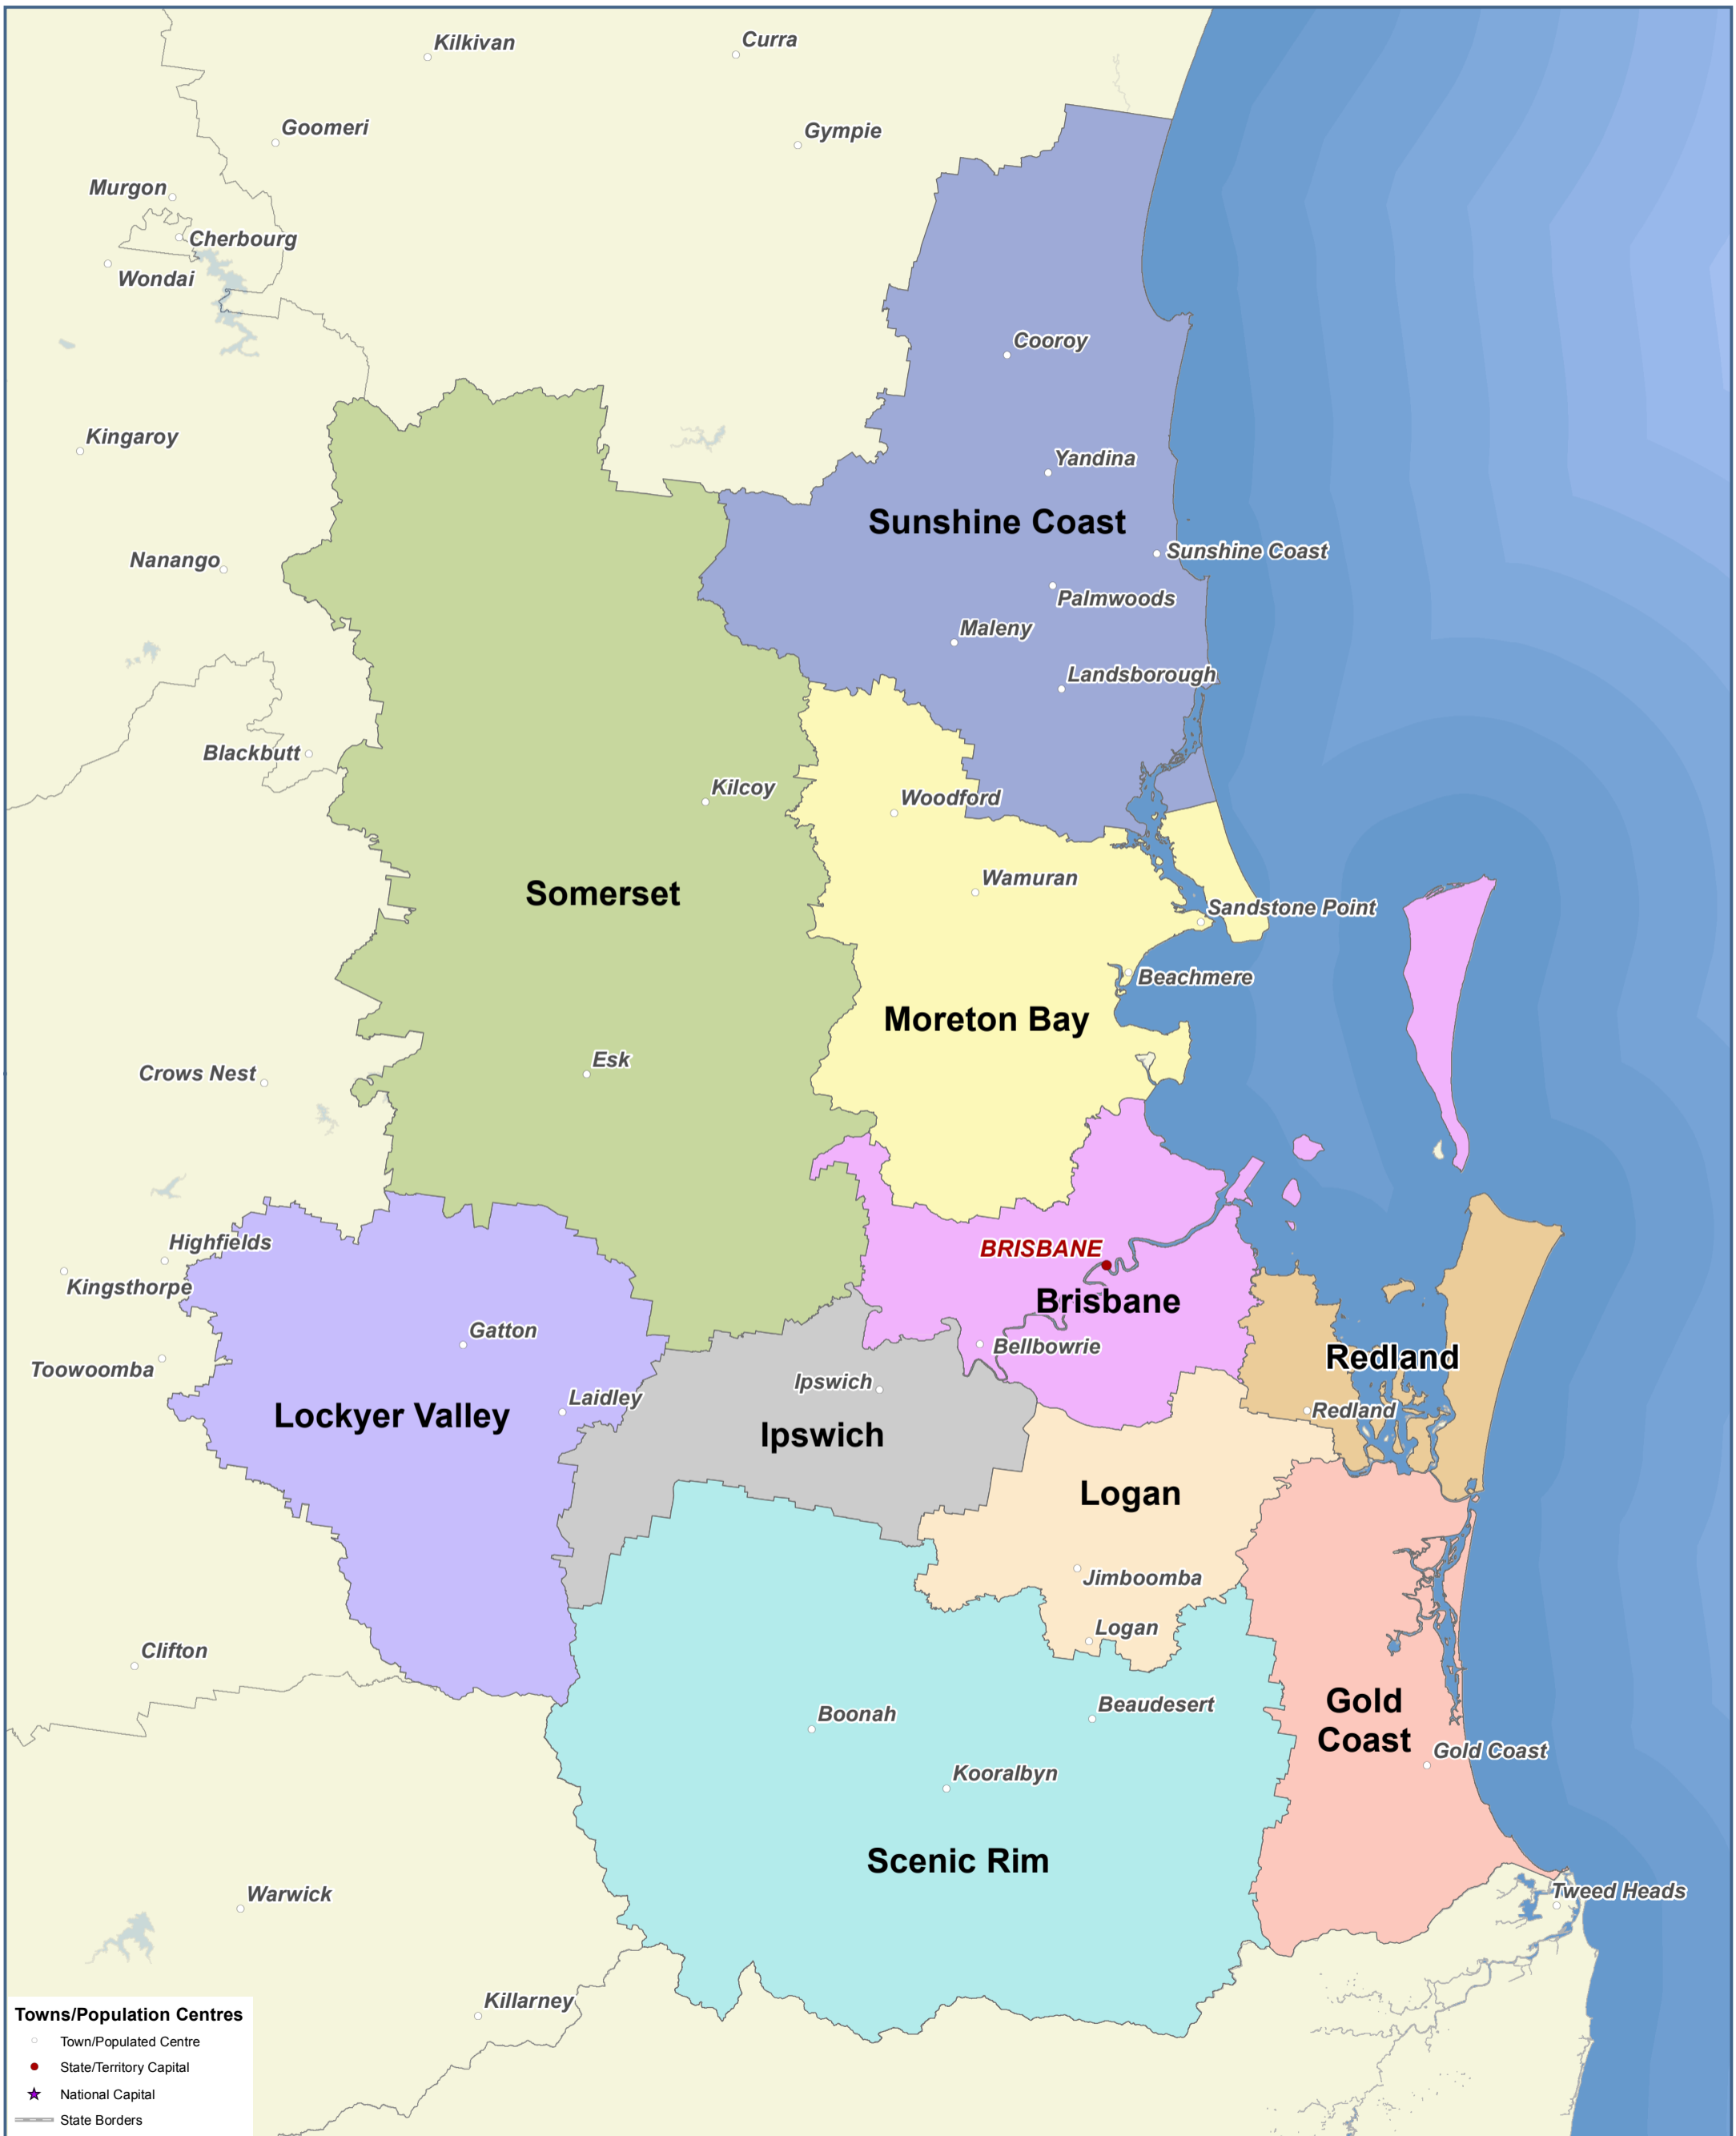 Kilkivan
Curra
Goomeri
Gympie
Murgon
Cherbourg
Wondai
Cooroy
Kingaroy
Yandina
Sunshine Coast
Sunshine Coast
Nanango
Palmwoods
Maleny
Landsborough
Blackbutt
Kilcoy
Woodford
Wamuran
Somerset
Sandstone Point
Beachmere
Moreton Bay
Esk
Crows Nest
Highfields
BRISBANE
Kingsthorpe
Brisbane
Gatton
Bellbowrie
Redland
Toowoomba
Ipswich
Laidley
Redland
Lockyer Valley
Ipswich
Logan
Jimboomba
Logan
Clifton
Gold
Coast
Beaudesert
Boonah
Gold Coast
Kooralbyn
Scenic Rim
Warwick
Tweed Heads
Killarney
Towns/Population Centres
Town/Populated Centre
State/Territory Capital
National Capital
State Borders